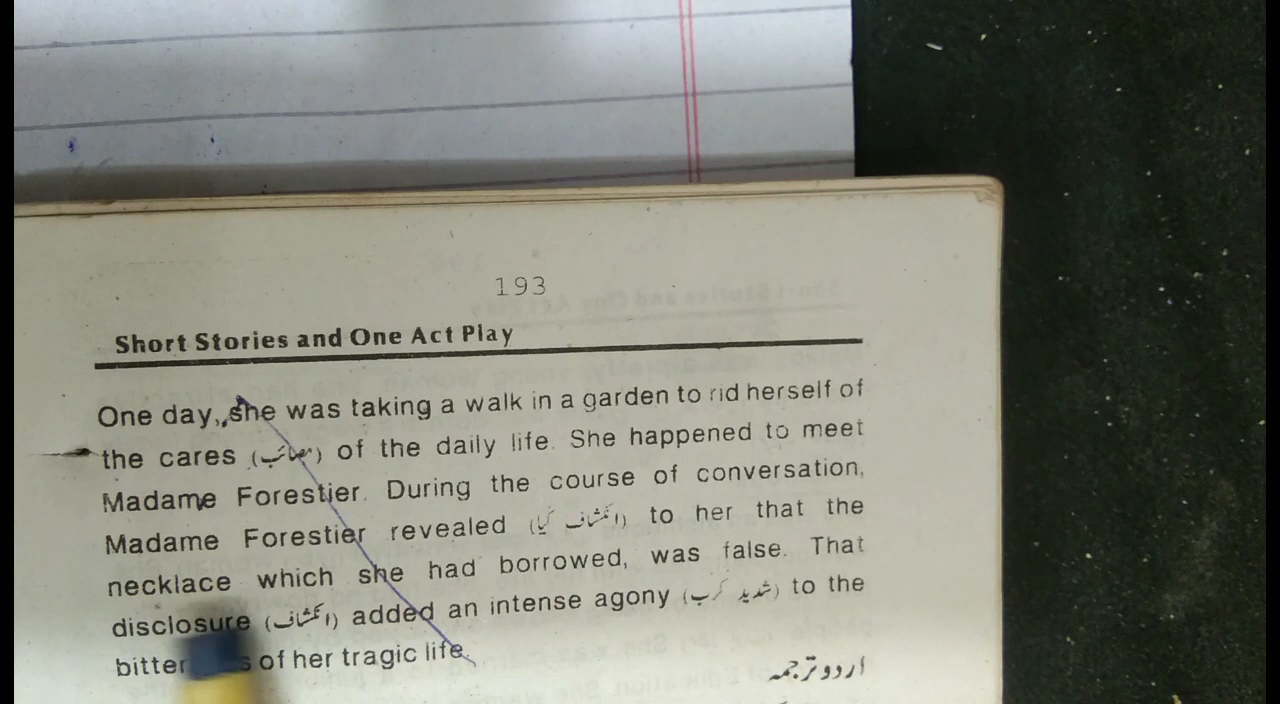 193
Short Stories and One Act Play
One day, she was taking a walk in a garden to rid herself of
the cares (مصائب) of the daily life. She happened to meet
Madame Forestier. During the course of conversation,
Madame Forestier revealed (انکشاف کیا) to her that the
necklace which she had borrowed, was false. That
disclosure (انکشاف) added an intense agony (شدید کرب) to the
of her tragic life.
اردو ترجمہ